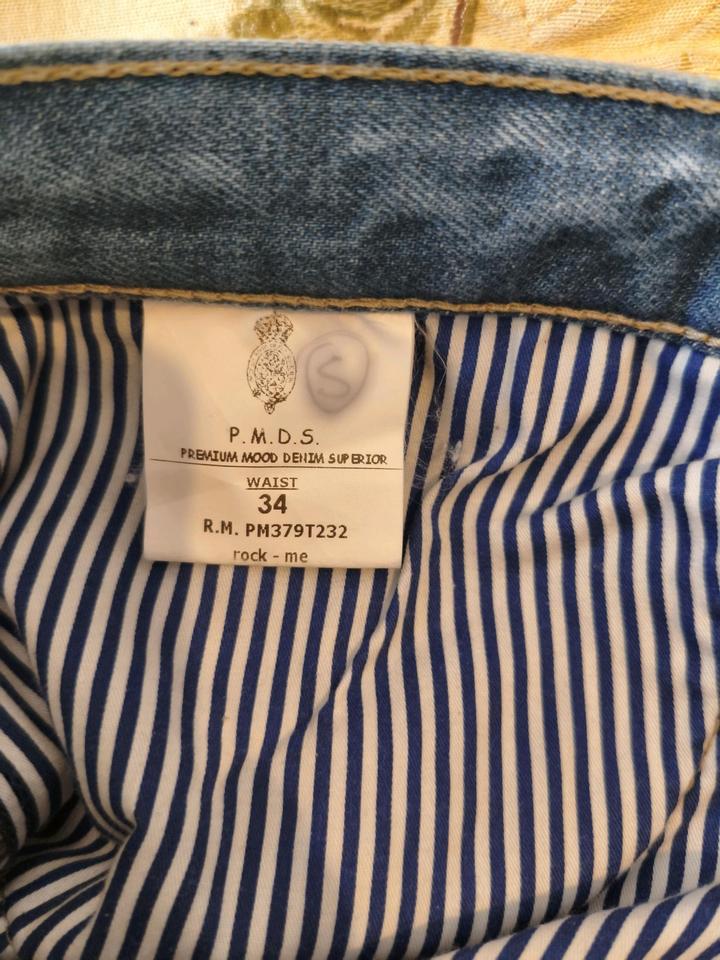 S
P.M.D.S.
PREMIUM MOOD DENIM SUPERIOR
WAIST
34
R.M. PM379T232
rock - me